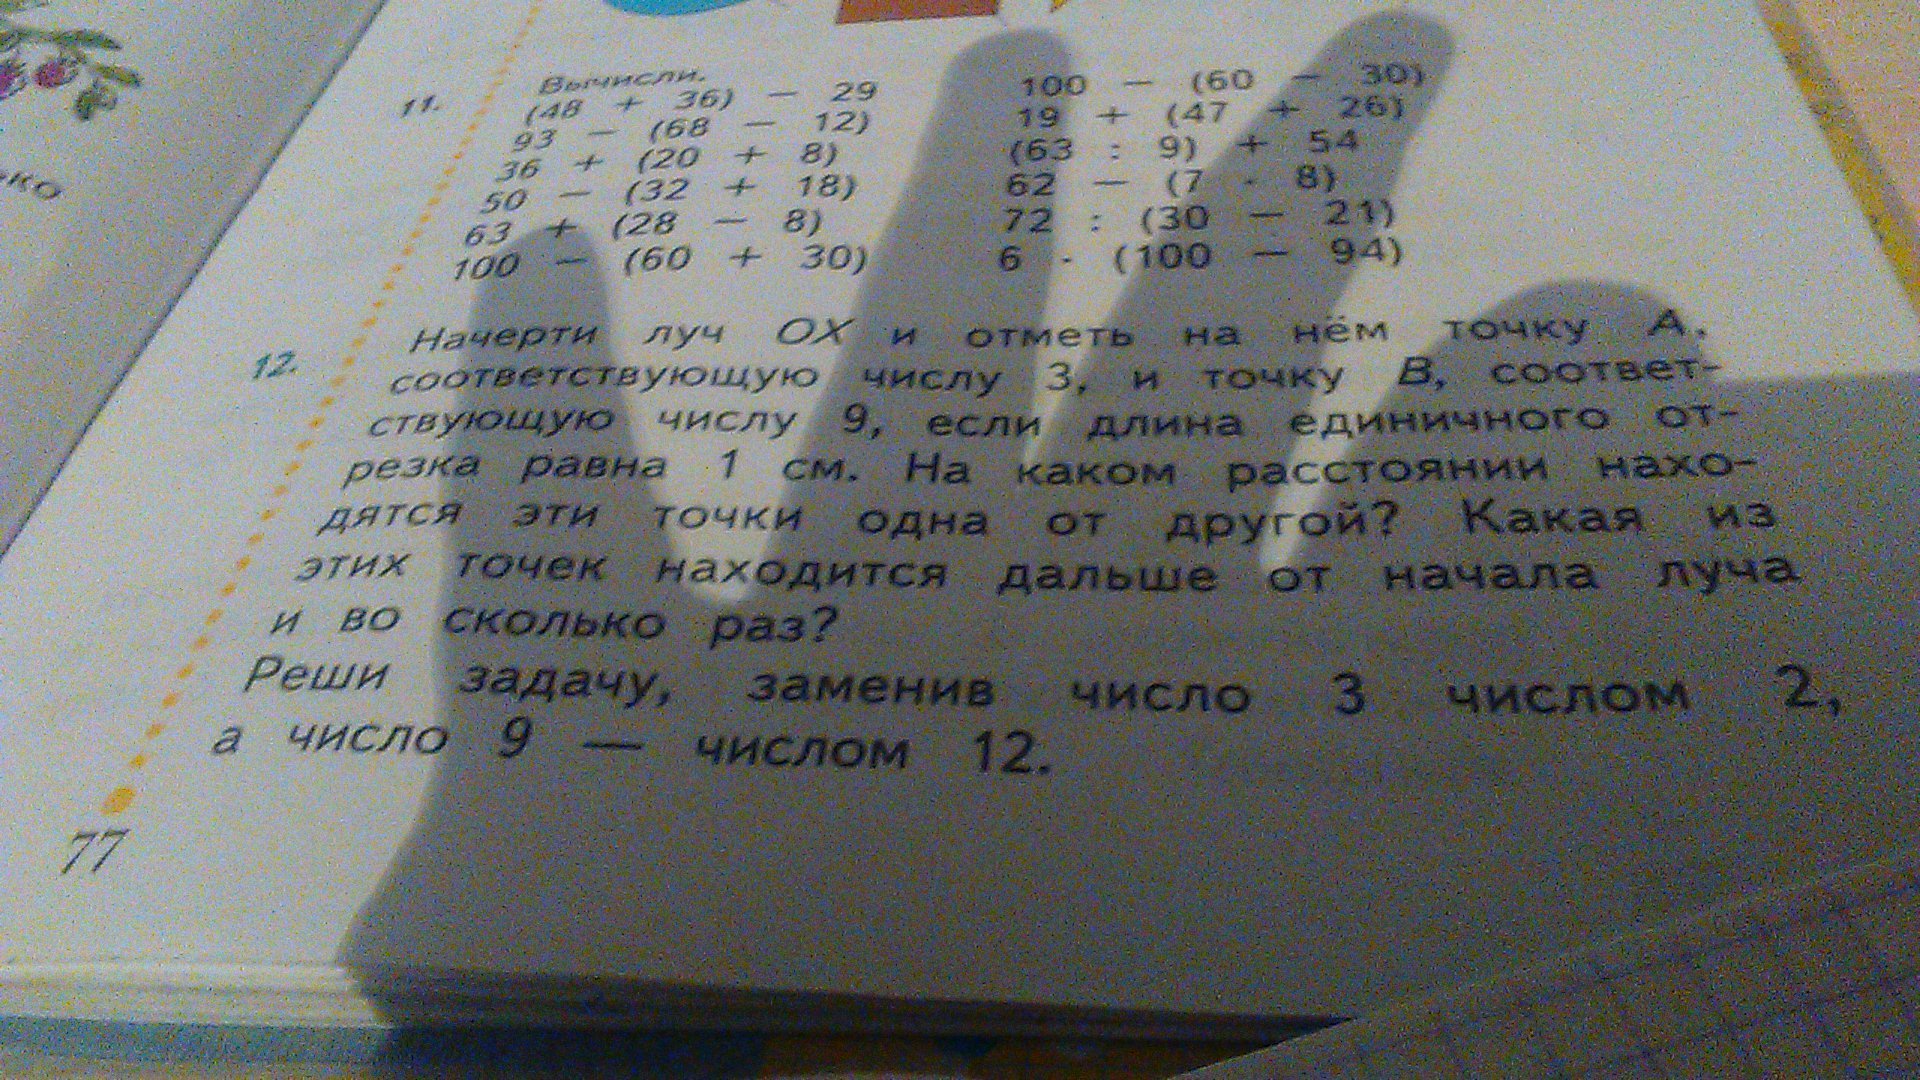 ко
11.
Вычисли.
(48 + 36) — 29
93 — (68 — 12)
36 + (20 + 8)
50 — (32 + 18)
63 + (28 — 8)
100 — (60 + 30)
100 — (60 — 30)
19 + (47 + 26)
(63 : 9) + 54
62 — (7 · 8)
72 : (30 — 21)
6 · (100 — 94)
12.
Начерти луч OX и отметь на нём точку A,
соответствующую числу 3, и точку B, соответ-
ствующую числу 9, если длина единичного от-
резка равна 1 см. На каком расстоянии нахо-
дятся эти точки одна от другой? Какая из
этих точек находится дальше от начала луча
и во сколько раз?
Реши задачу, заменив число 3 числом 2,
а число 9 — числом 12.
77